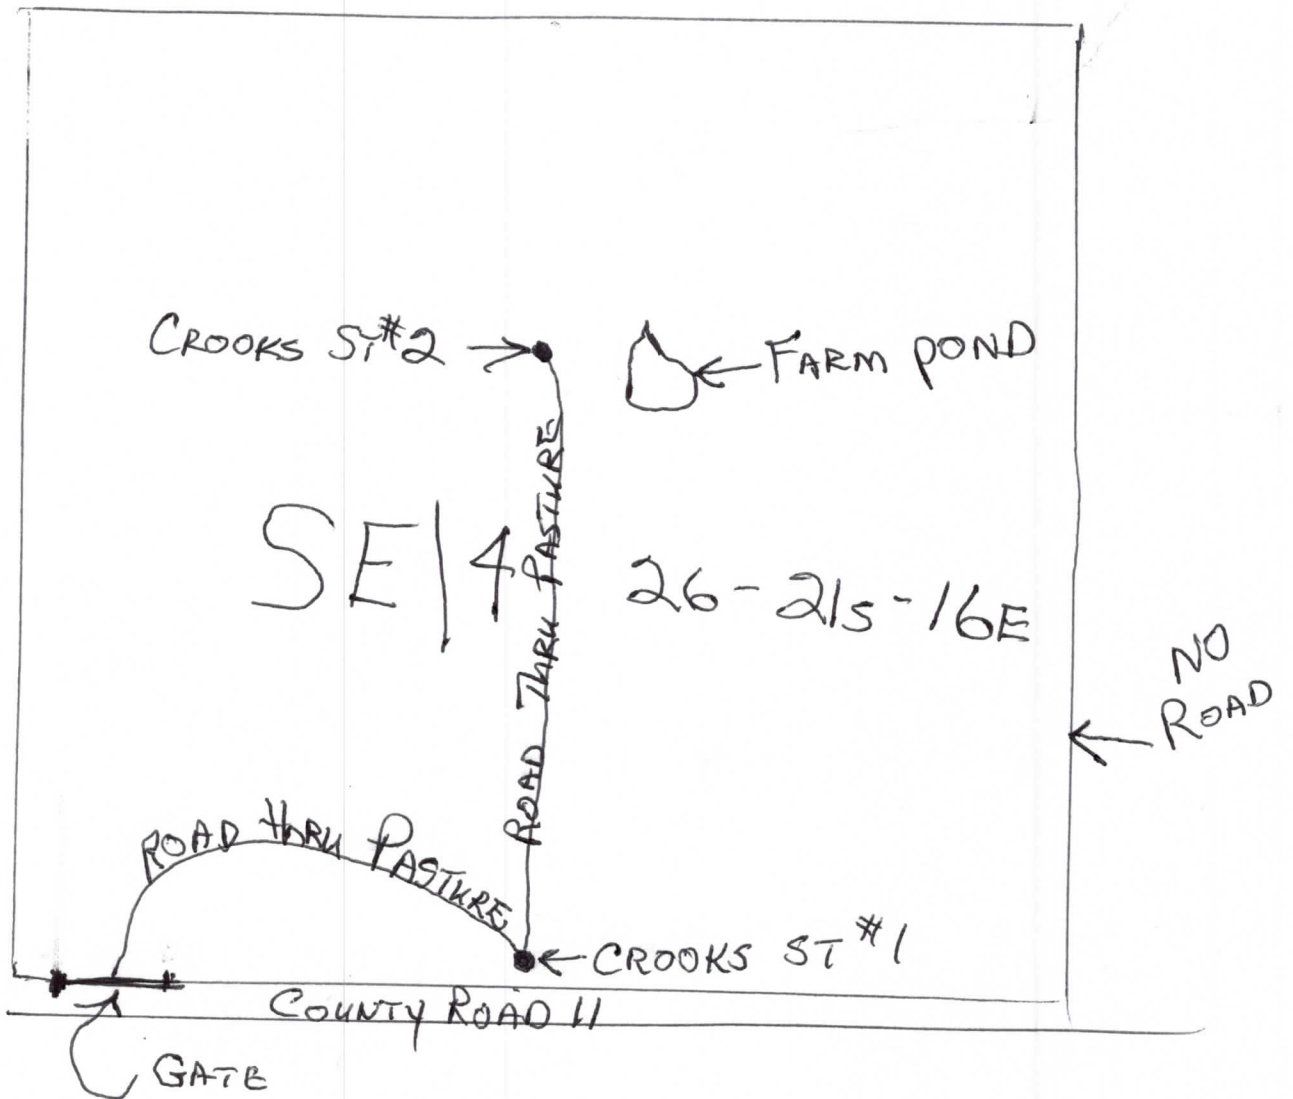 CROOKS ST #2
FARM POND
SE/4
26-21S-16E
ROAD THRU PASTURE
NO
ROAD
ROAD THRU PASTURE
CROOKS ST #1
COUNTY ROAD 11
GATE